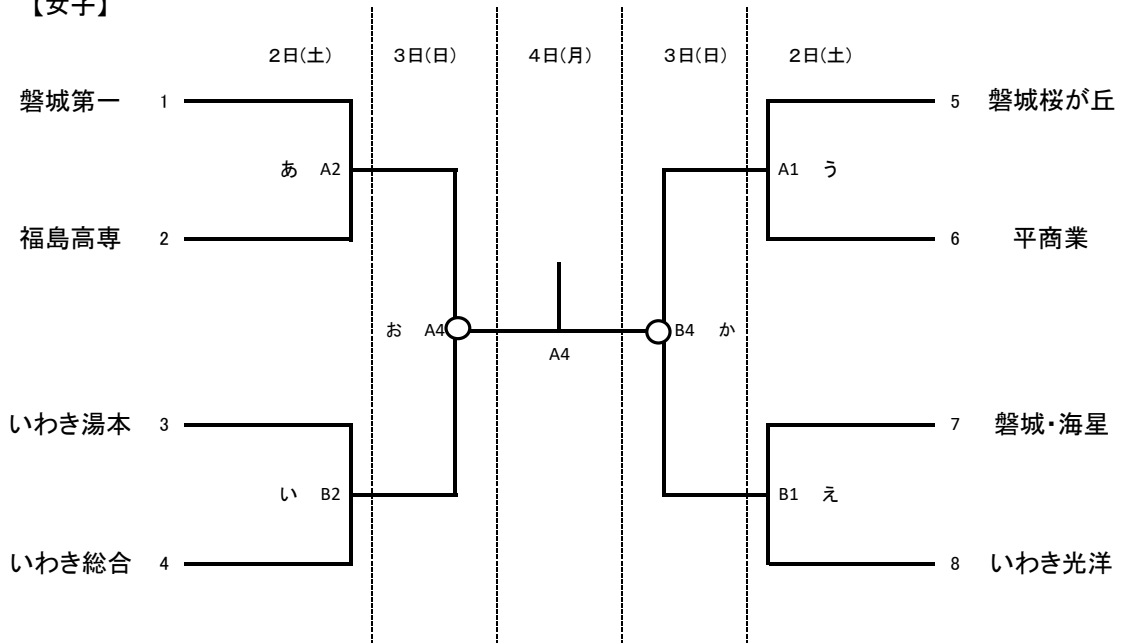 【女子】
２日(土) ３日(日) ４日(月) ３日(日) ２日(土)
磐城第一 1 5 磐城桜が丘
あ A2 A1 う
福島高専 2 6 平商業
お A4 B4 か
A4
いわき湯本 3 7 磐城・海星
い B2 B1 え
いわき総合 4 8 いわき光洋